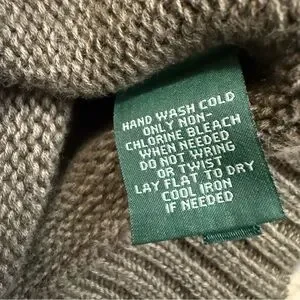 HAND WASH COLD
ONLY NON-
CHLORINE BLEACH
WHEN NEEDED
DO NOT WRING
OR TWIST
LAY FLAT TO DRY
COOL IRON
IF NEEDED